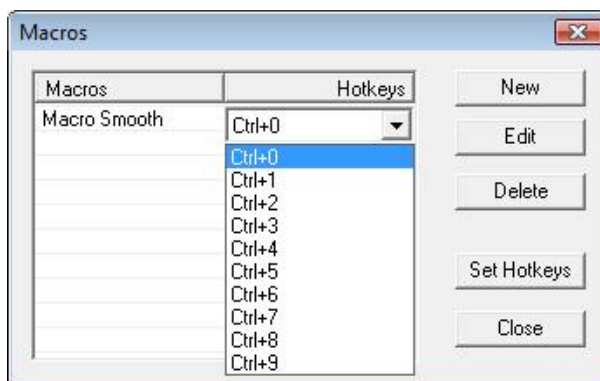 Macros
Macros Hotkeys
Macro Smooth
Ctrl+0
Ctrl+0
Ctrl+1
Ctrl+2
Ctrl+3
Ctrl+4
Ctrl+5
Ctrl+6
Ctrl+7
Ctrl+8
Ctrl+9
New
Edit
Delete
Set Hotkeys
Close